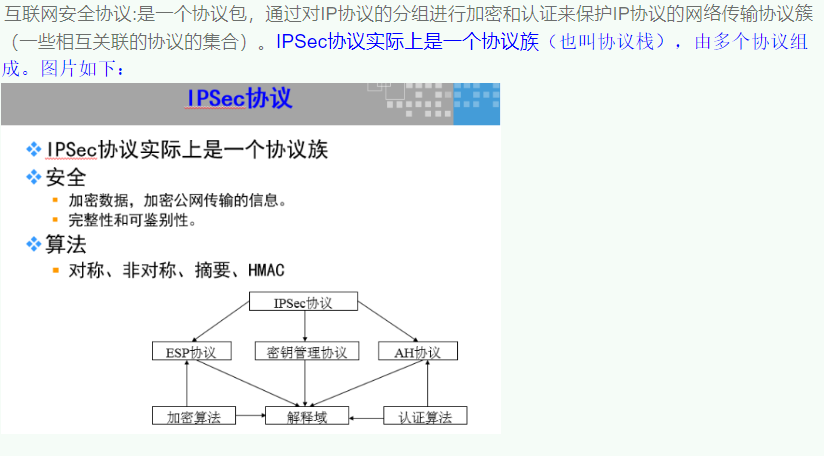 互联网安全协议:是一个协议包，通过对IP协议的分组进行加密和认证来保护IP协议的网络传输协议簇
（一些相互关联的协议的集合）。IPSec协议实际上是一个协议族（也叫协议栈），由多个协议组
成。图片如下：
IPSec协议
IPSec协议实际上是一个协议族
安全
加密数据，加密公网传输的信息。
完整性和可鉴别性。
算法
对称、非对称、摘要、HMAC
IPSec协议
ESP协议
密钥管理协议
AH协议
加密算法
解释域
认证算法